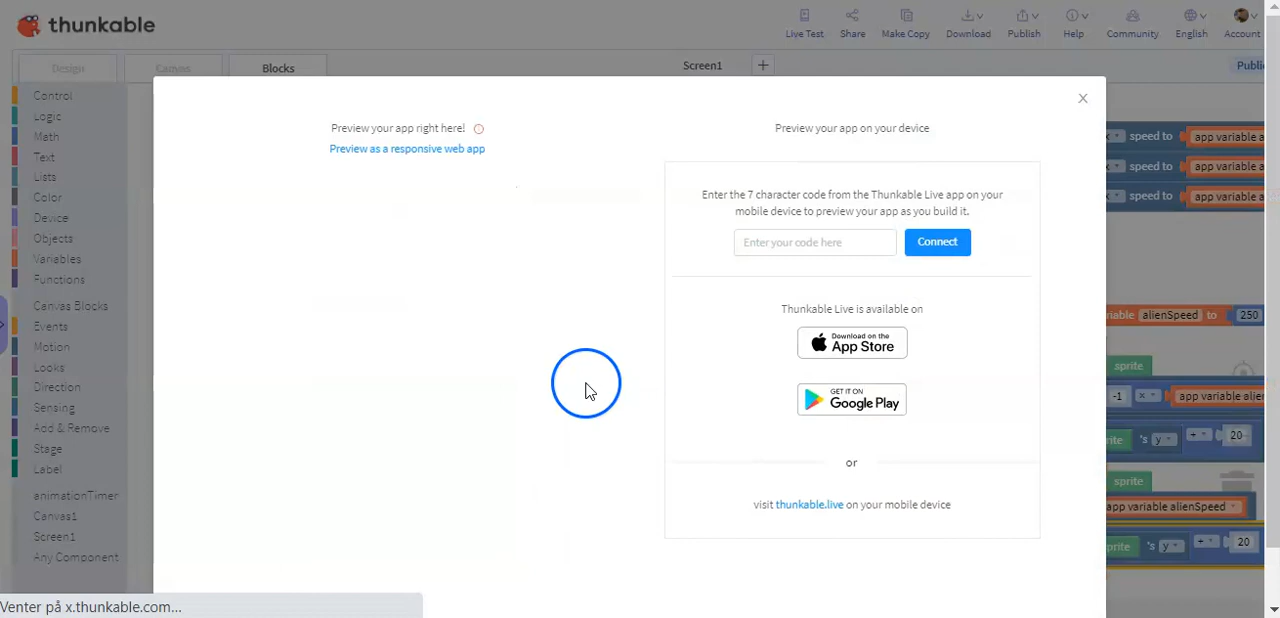 thunkable
Live Test
Share
Make Copy
Download
Publish
Help
Community
English
Account
Design
Canvas
Blocks
Screen1
Public
Control
Logic
Math
Text
Lists
Color
Device
Objects
Variables
Functions
Canvas Blocks
Events
Motion
Looks
Direction
Sensing
Add & Remove
Stage
Label
animationTimer
Canvas1
Screen1
Any Component
Preview your app right here!
Preview as a responsive web app
Preview your app on your device
X
Enter the 7 character code from the Thunkable Live app on your
mobile device to preview your app as you build it.
Enter your code here
Connect
Thunkable Live is available on
Download on the
App Store
GET IT ON
Google Play
or
visit thunkable.live on your mobile device
x speed to app variable a
x speed to app variable a
x speed to app variable a
riable alienSpeed to 250
sprite
-1 x app variable alien
rite 's y + 20
sprite
app variable alienSpeed
sprite 's y + 20
Venter på x.thunkable.com...